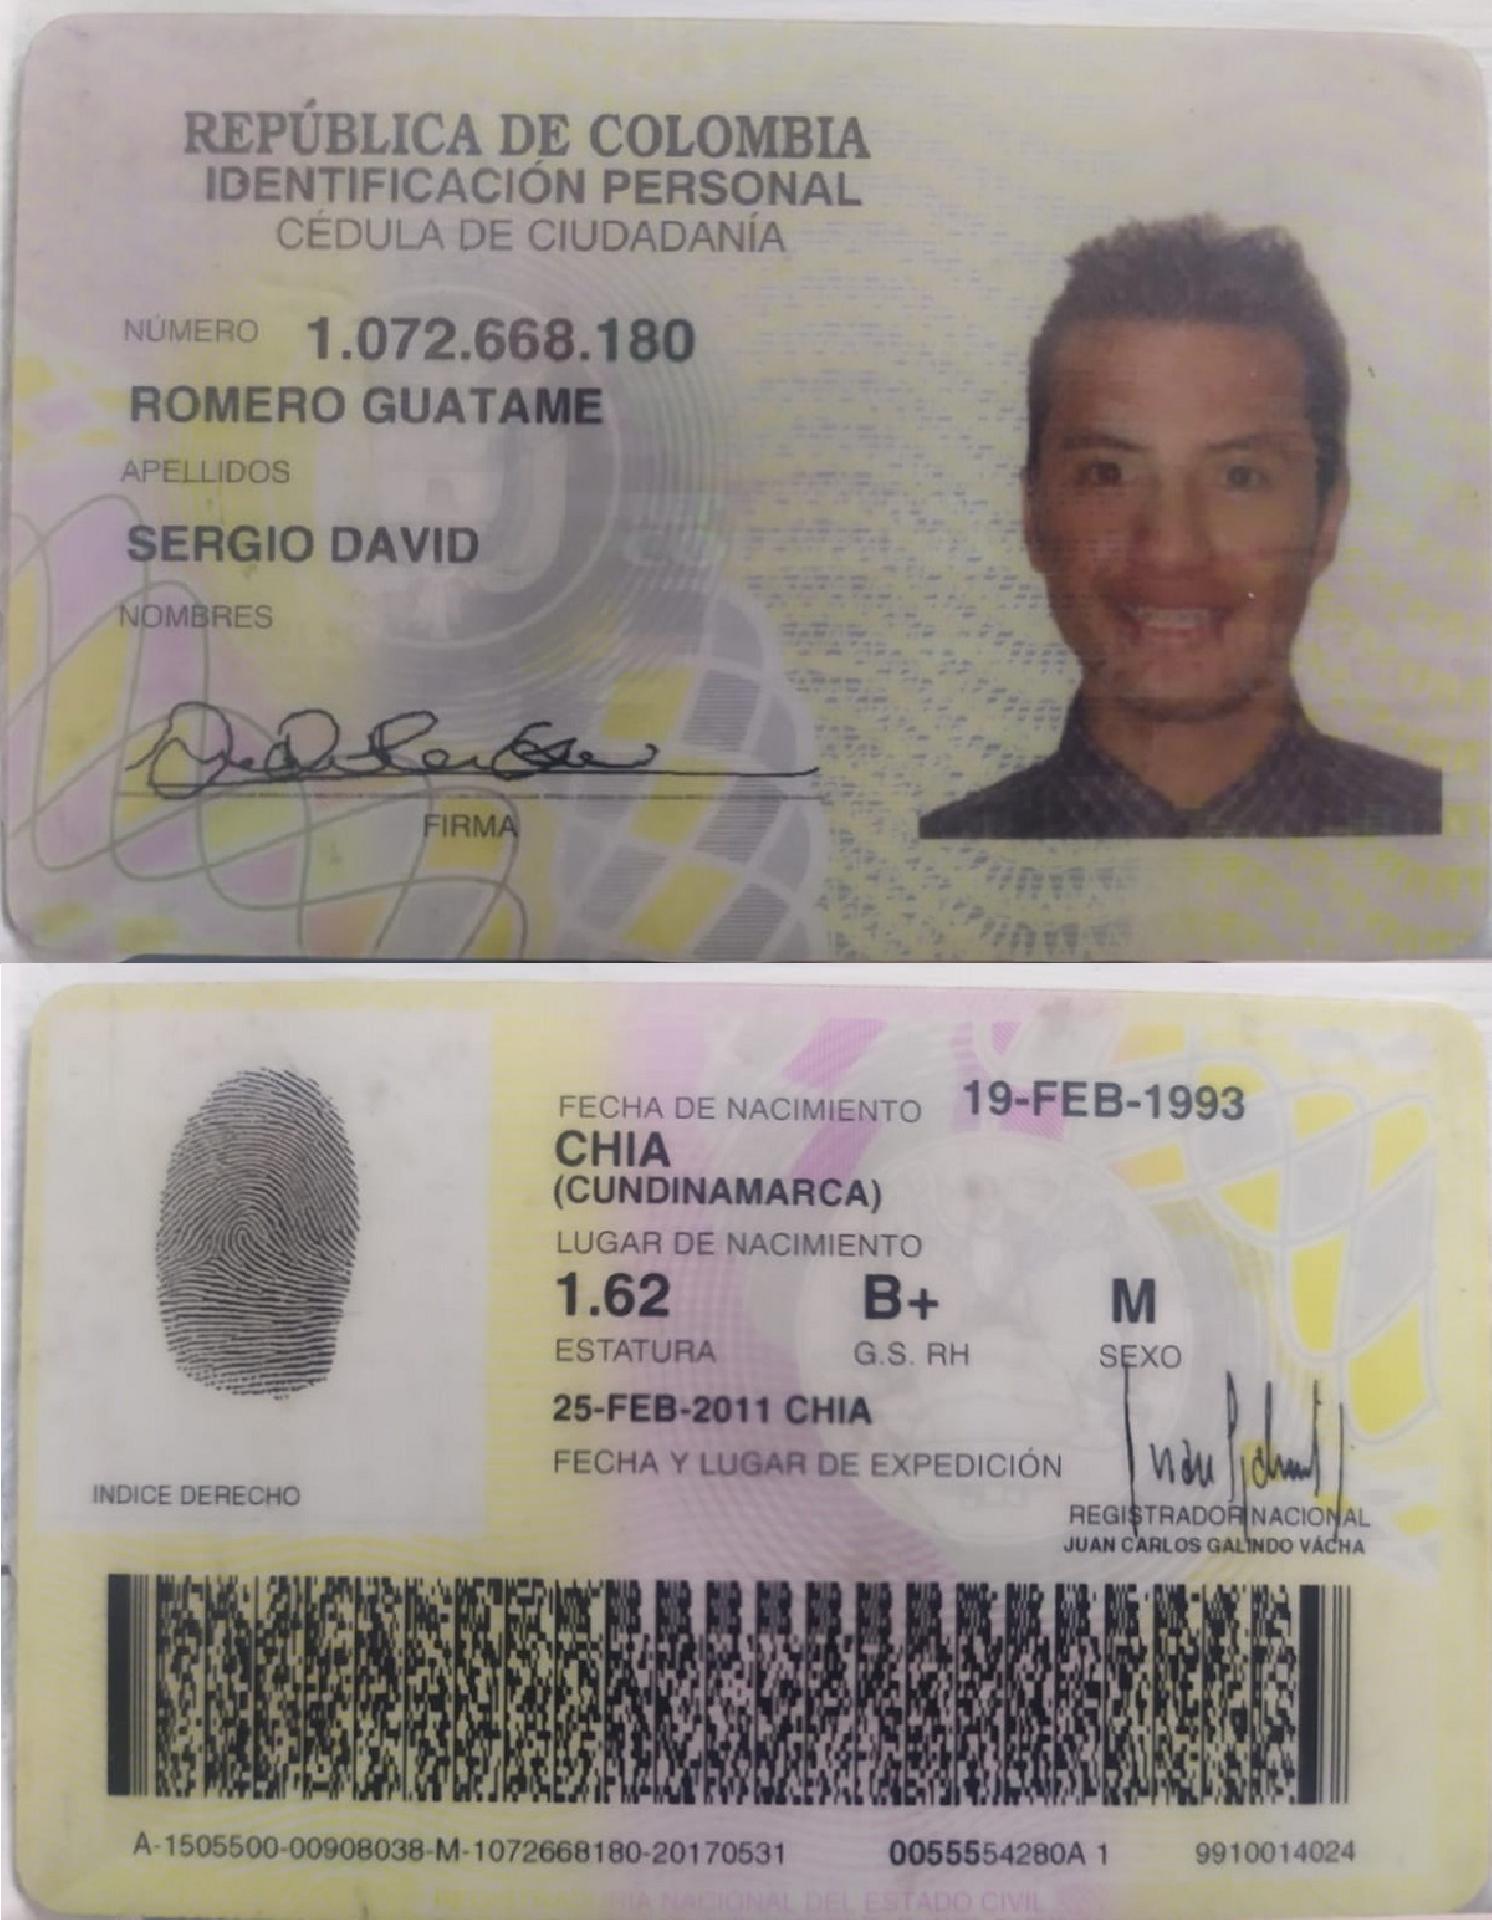 REPÚBLICA DE COLOMBIA
IDENTIFICACIÓN PERSONAL
CÉDULA DE CIUDADANÍA
NÚMERO 1.072.668.180
ROMERO GUATAME
APELLIDOS
SERGIO DAVID
NOMBRES
FIRMA
FECHA DE NACIMIENTO 19-FEB-1993
CHIA
(CUNDINAMARCA)
LUGAR DE NACIMIENTO
1.62 B+ M
ESTATURA G.S. RH SEXO
25-FEB-2011 CHIA
FECHA Y LUGAR DE EXPEDICIÓN
INDICE DERECHO
REGISTRADOR NACIONAL
JUAN CARLOS GALINDO VÁCHA
A-1505500-00908038-M-1072668180-20170531 0055554280A 1 9910014024
REGISTRADURIA NACIONAL DEL ESTADO CIVIL